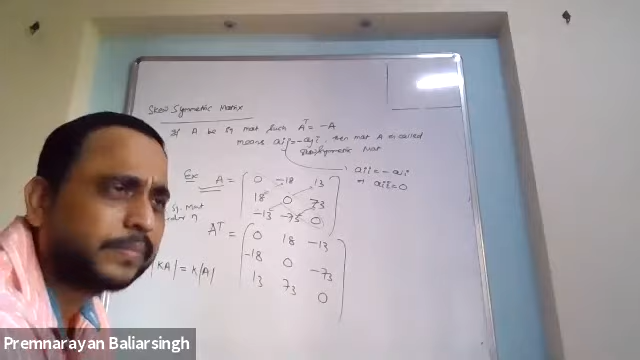 Skew Symmetric Matrix
If A be sq mat such A^T = -A
means aij = -aji, then mat A is called
Skew Symmetric Mat
Ex A = 0 -18 13
18 0 73
-13 -73 0
aii = -aii
aii = 0
sq. Mat
A^T = 0 18 -13
-18 0 -73
13 73 0
|KA| = K|A|
Premnarayan Baliarsingh